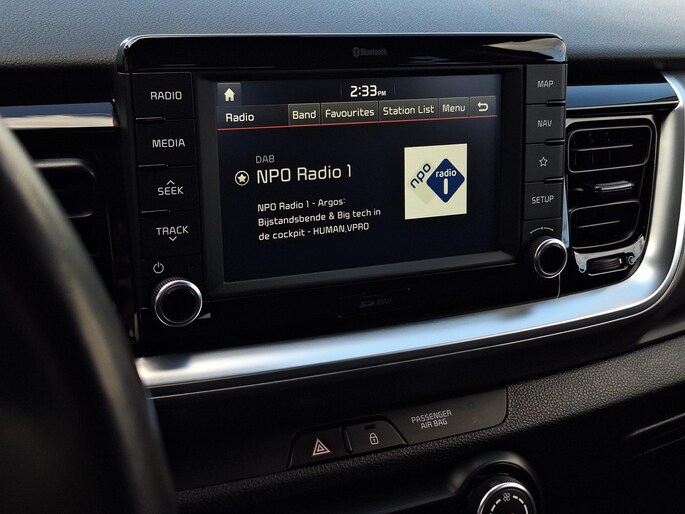 Bluetooth
2:33PM
RADIO
MEDIA
SEEK
TRACK
Radio Band Favourites Station List Menu
DAB
NPO Radio 1
NPO Radio 1 - Argos:
Bijstandsbende & Big tech in
de cockpit - HUMAN,VPRO
npo
radio
1
MAP
NAV
SETUP
SD MAP
PASSENGER
AIR BAG